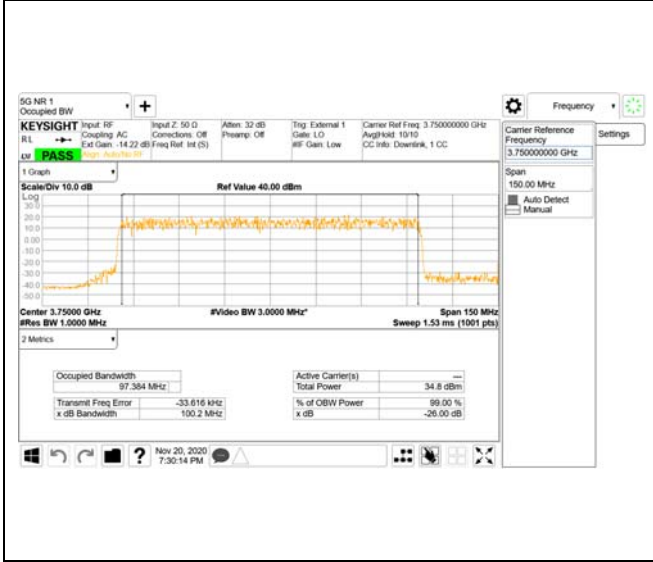 5G NR 1
Occupied BW
Frequency
KEYSIGHT
R L
PASS
Input: RF
Coupling: AC
Ext Gain: -14.22 dB
Align: Auto/No RF
Input Z: 50 Ω
Corrections: Off
Freq Ref: Int (S)
Atten: 32 dB
Preamp: Off
Trig: External 1
Gate: LO
#IF Gain: Low
Carrier Ref Freq: 3.750000000 GHz
Avg|Hold: 10/10
CC Info: Downlink, 1 CC
Carrier Reference
Frequency
3.750000000 GHz
Settings
Span
150.00 MHz
Auto Detect
Manual
1 Graph
Scale/Div 10.0 dB
Ref Value 40.00 dBm
Log
30.0
20.0
10.0
0.00
-10.0
-20.0
-30.0
-40.0
-50.0
Center 3.75000 GHz
#Video BW 3.0000 MHz*
Span 150 MHz
#Res BW 1.0000 MHz
Sweep 1.53 ms (1001 pts)
2 Metrics
Occupied Bandwidth
97.384 MHz
Active Carrier(s)
---
Total Power
34.8 dBm
Transmit Freq Error
-33.616 kHz
% of OBW Power
99.00 %
x dB Bandwidth
100.2 MHz
x dB
-26.00 dB
?
Nov 20, 2020
7:30:14 PM